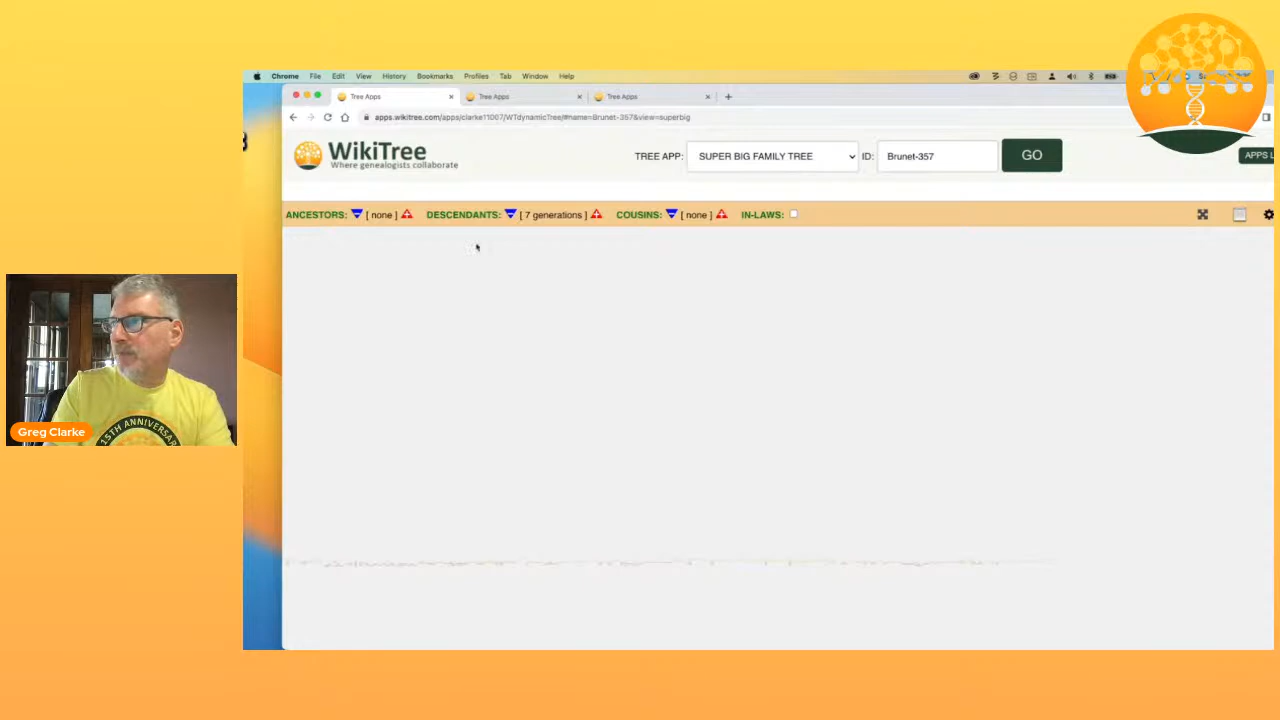 Chrome File Edit View History Bookmarks Profiles Tab Window Help
Tree Apps
Tree Apps
Tree Apps
apps.wikitree.com/apps/clarke11007/WTdynamicTree/#name=Brunet-357&view=superbig
WikiTree
Where genealogists collaborate
TREE APP: SUPER BIG FAMILY TREE ID: Brunet-357 GO
APPS L
ANCESTORS: [ none ] DESCENDANTS: [ 7 generations ] COUSINS: [ none ] IN-LAWS:
15TH ANNIVERSAR
Greg Clarke